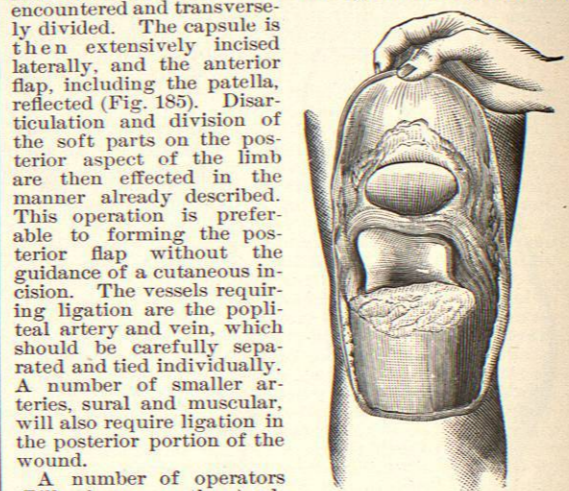 encountered and transverse-
ly divided. The capsule is
then extensively incised
laterally, and the anterior
flap, including the patella,
reflected (Fig. 185). Disar-
ticulation and division of
the soft parts on the pos-
terior aspect of the limb
are then effected in the
manner already described.
This operation is prefer-
able to forming the pos-
terior flap without the
guidance of a cutaneous in-
cision. The vessels requir-
ing ligation are the popli-
teal artery and vein, which
should be carefully sepa-
rated and tied individually.
A number of smaller ar-
teries, sural and muscular,
will also require ligation in
the posterior portion of the
wound.
A number of operators